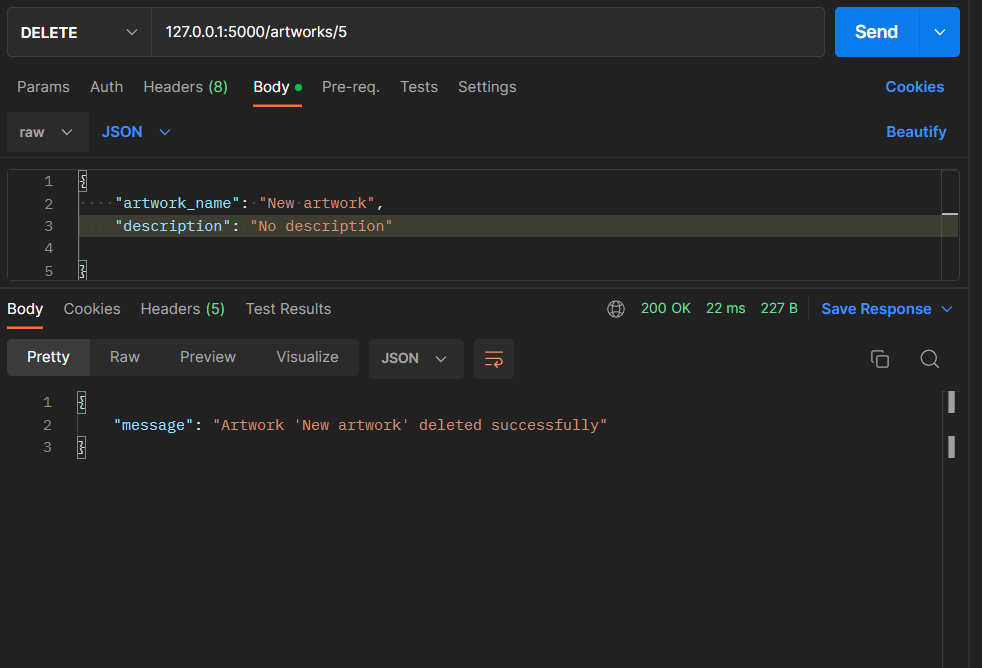 DELETE 127.0.0.1:5000/artworks/5 Send
Params Auth Headers (8) Body Pre-req. Tests Settings Cookies
raw JSON Beautify
1 {
2 "artwork_name": "New artwork",
3 "description": "No description"
4
5 }
Body Cookies Headers (5) Test Results 200 OK 22 ms 227 B Save Response
Pretty Raw Preview Visualize JSON
1 {
2 "message": "Artwork 'New artwork' deleted successfully"
3 }